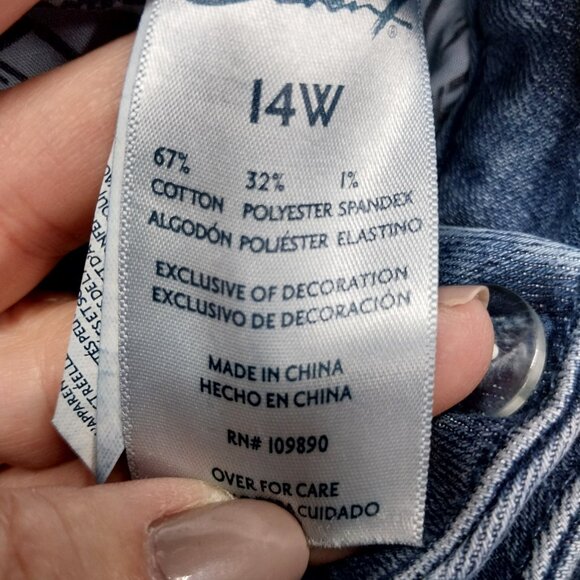 14W
67% 32% 1%
COTTON POLYESTER SPANDEX
ALGODÓN POLIÉSTER ELASTINO
EXCLUSIVE OF DECORATION
EXCLUSIVO DE DECORACIÓN
MADE IN CHINA
HECHO EN CHINA
RN# 109890
OVER FOR CARE
CUIDADO